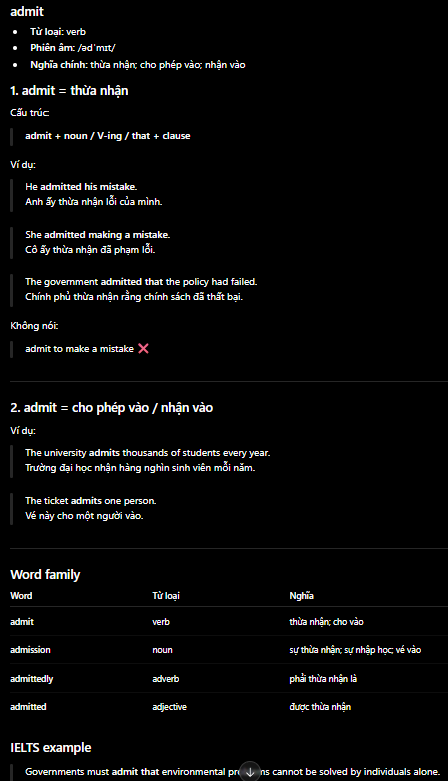 admit
Từ loại: verb
Phiên âm: /ədˈmɪt/
Nghĩa chính: thừa nhận; cho phép vào; nhận vào
1. admit = thừa nhận
Cấu trúc:
admit + noun / V-ing / that + clause
Ví dụ:
He admitted his mistake.
Anh ấy thừa nhận lỗi của mình.
She admitted making a mistake.
Cô ấy thừa nhận đã phạm lỗi.
The government admitted that the policy had failed.
Chính phủ thừa nhận rằng chính sách đã thất bại.
Không nói:
admit to make a mistake ❌
2. admit = cho phép vào / nhận vào
Ví dụ:
The university admits thousands of students every year.
Trường đại học nhận hàng nghìn sinh viên mỗi năm.
The ticket admits one person.
Vé này cho một người vào.
Word family
Word Từ loại Nghĩa
admit verb thừa nhận; cho vào
admission noun sự thừa nhận; sự nhập học; vé vào
admittedly adverb phải thừa nhận là
admitted adjective được thừa nhận
IELTS example
Governments must admit that environmental cannot be solved by individuals alone.